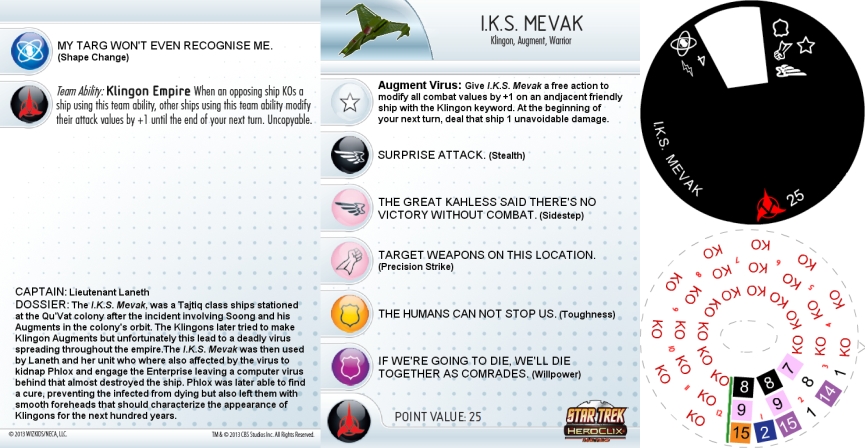 MY TARG WON'T EVEN RECOGNISE ME.
(Shape Change)
Team Ability: Klingon Empire When an opposing ship KOs a
ship using this team ability, other ships using this team ability modify
their attack values by +1 until the end of your next turn. Uncopyable.
CAPTAIN: Lieutenant Laneth
DOSSIER: The I.K.S. Mevak, was a Tajtiq class ships stationed
at the Qu'Vat colony after the incident involving Soong and his
Augments in the colony's orbit. The Klingons later tried to make
Klingon Augments but unfortunately this lead to a deadly virus
spreading throughout the empire.The I.K.S. Mevak was then used
by Laneth and her unit who where also affected by the virus to
kidnap Phlox and engage the Enterprise leaving a computer virus
behind that almost destroyed the ship. Phlox was later able to find
a cure, preventing the infected from dying but also left them with
smooth foreheads that should characterize the appearance of
Klingons for the next hundred years.
© 2013 WIZKIDS/NECA, LLC.
TM & © 2013 CBS Studios Inc. All Rights Reserved.
I.K.S. MEVAK
Klingon, Augment, Warrior
Augment Virus: Give I.K.S. Mevak a free action to
modify all combat values by +1 on an andjacent friendly
ship with the Klingon keyword. At the beginning of
your next turn, deal that ship 1 unavoidable damage.
SURPRISE ATTACK. (Stealth)
THE GREAT KAHLESS SAID THERE'S NO
VICTORY WITHOUT COMBAT. (Sidestep)
TARGET WEAPONS ON THIS LOCATION.
(Precision Strike)
THE HUMANS CAN NOT STOP US. (Toughness)
IF WE'RE GOING TO DIE, WE'LL DIE
TOGETHER AS COMRADES. (Willpower)
POINT VALUE: 25
STAR TREK
HEROCLIX
4
I.K.S. MEVAK
25
KO KO KO KO KO KO KO KO KO
8 8 7 KO
9 9 8 1
15 2 15 1 14